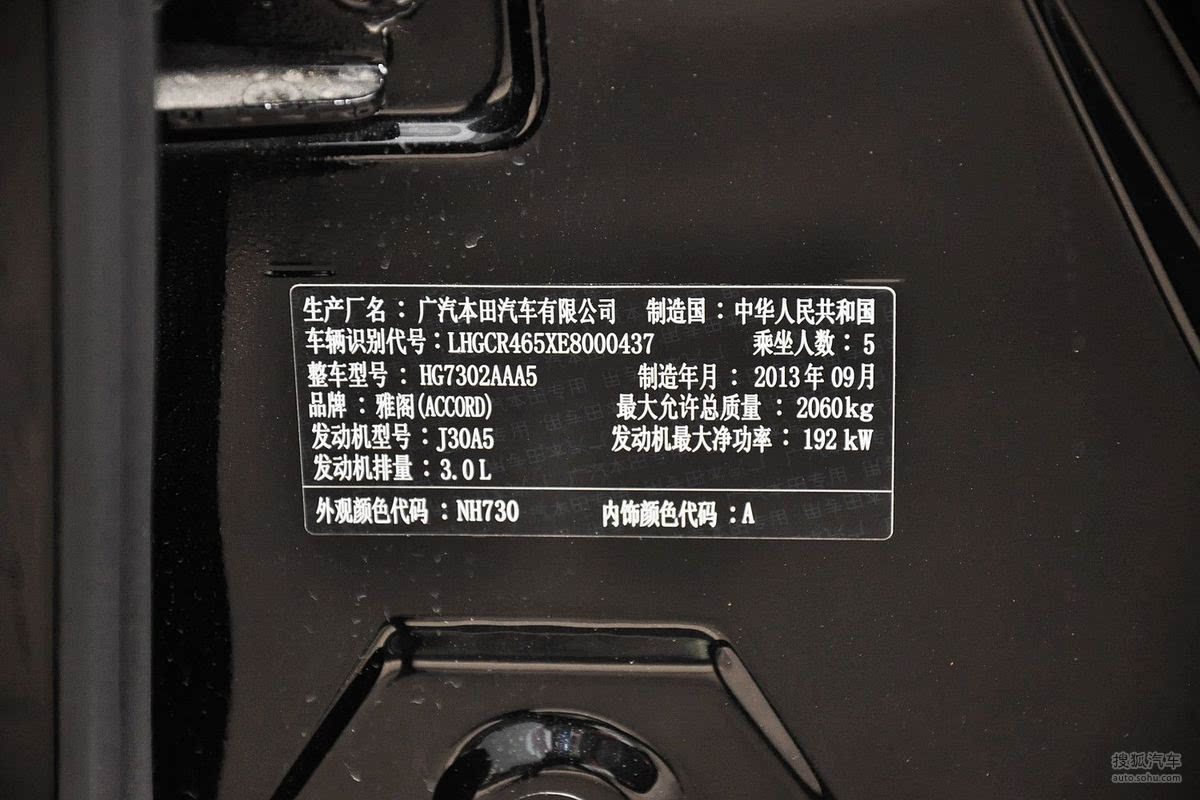 生产厂名：广汽本田汽车有限公司 制造国：中华人民共和国
车辆识别代号：LHGCR465XE8000437 乘坐人数：5
整车型号：HG7302AAA5 制造年月：2013年09月
品牌：雅阁(ACCORD) 最大允许总质量：2060kg
发动机型号：J30A5 发动机最大净功率：192kW
发动机排量：3.0L
外观颜色代码：NH730 内饰颜色代码：A
搜狐汽车
auto.sohu.com